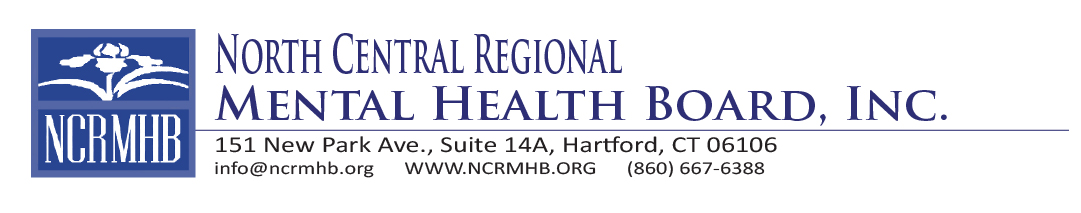 NORTH CENTRAL REGIONAL
MENTAL HEALTH BOARD, INC.
NCRMHB
151 New Park Ave., Suite 14A, Hartford, CT 06106
info@ncrmhb.org WWW.NCRMHB.ORG (860) 667-6388